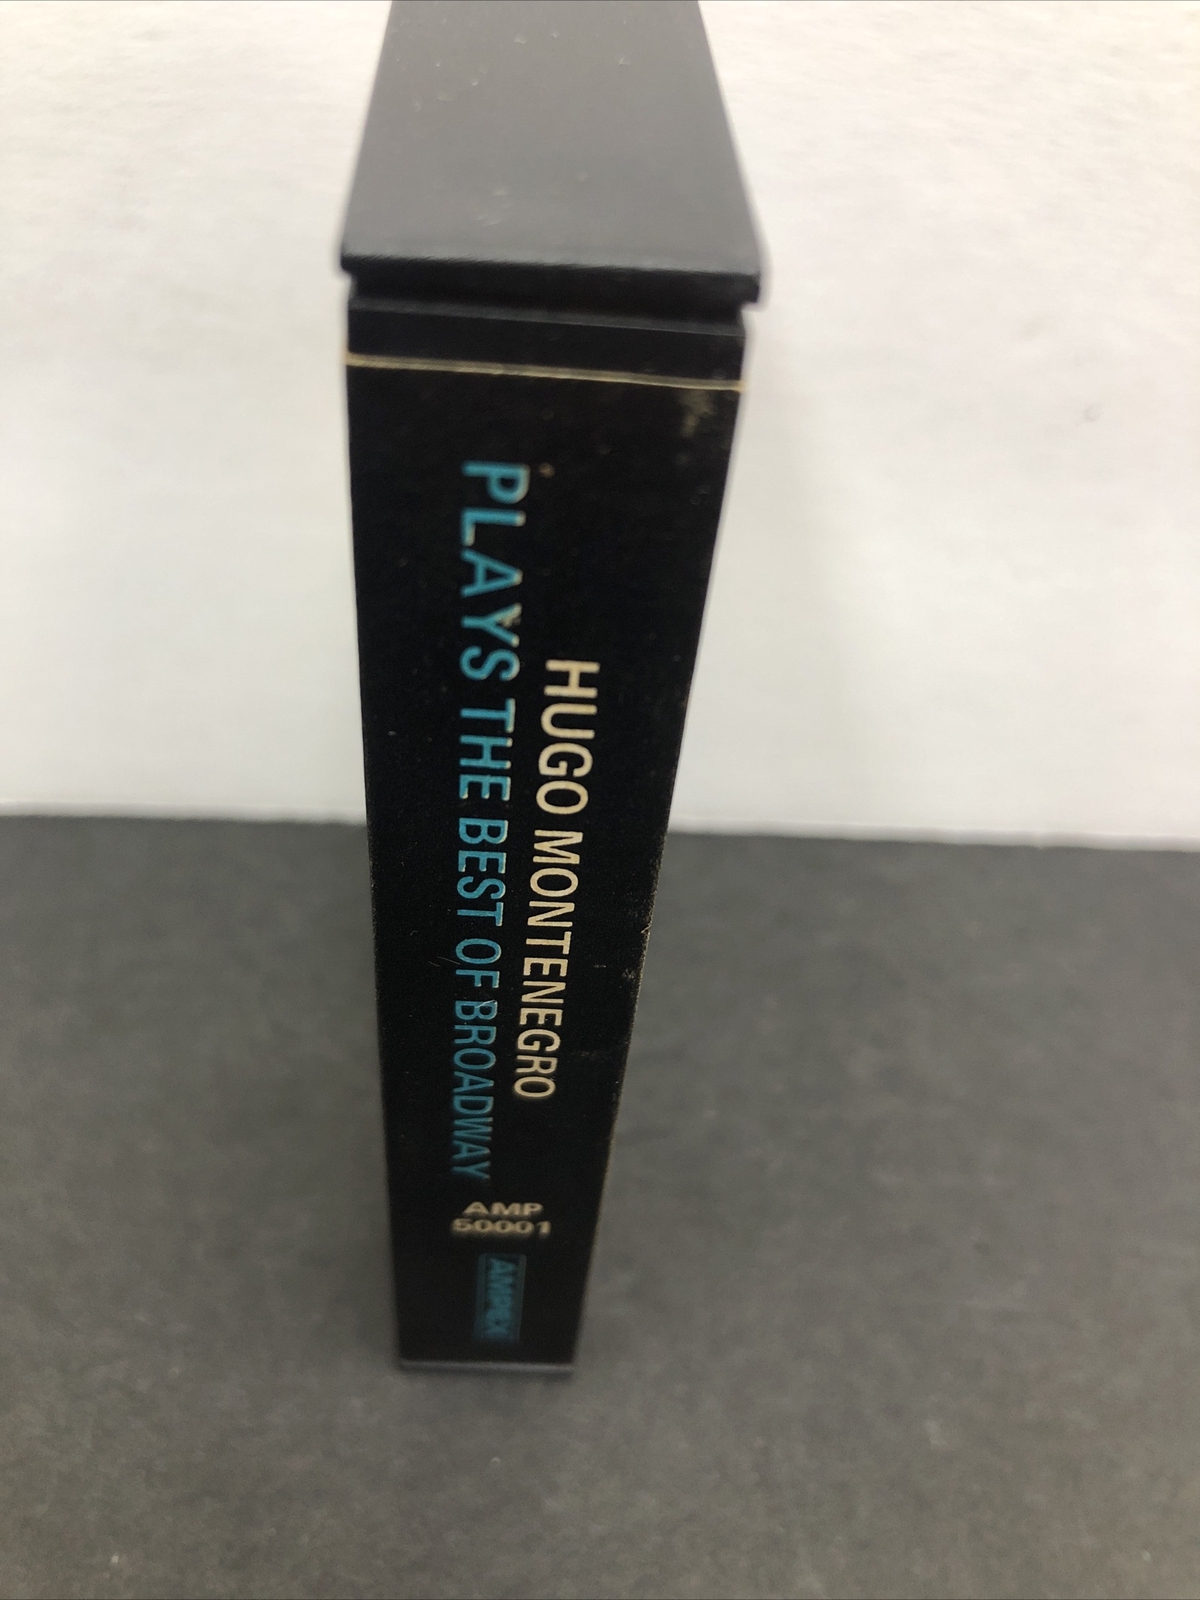 HUGO MONTENEGRO
PLAYS THE BEST OF BROADWAY
AMP
50001
AMPEX